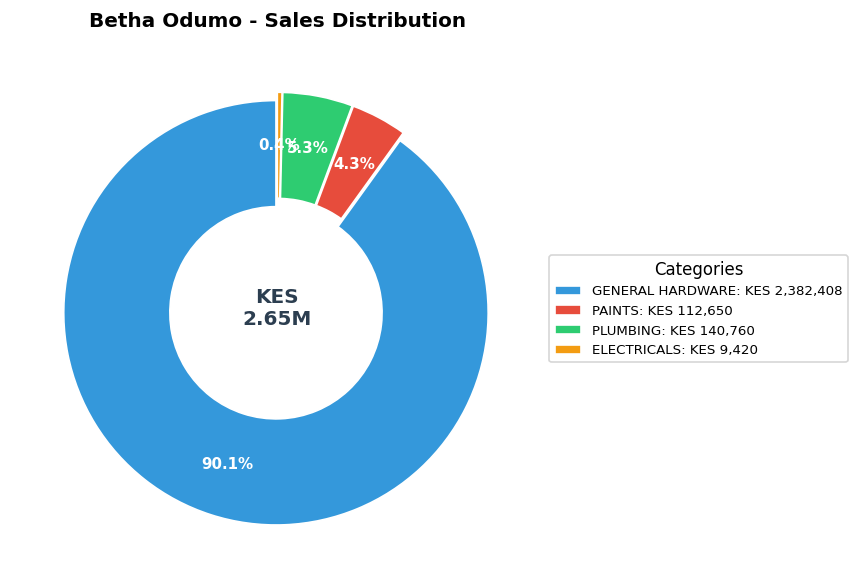 Betha Odumo - Sales Distribution
0.4%
5.3%
4.3%
KES
2.65M
90.1%
Categories
GENERAL HARDWARE: KES 2,382,408
PAINTS: KES 112,650
PLUMBING: KES 140,760
ELECTRICALS: KES 9,420